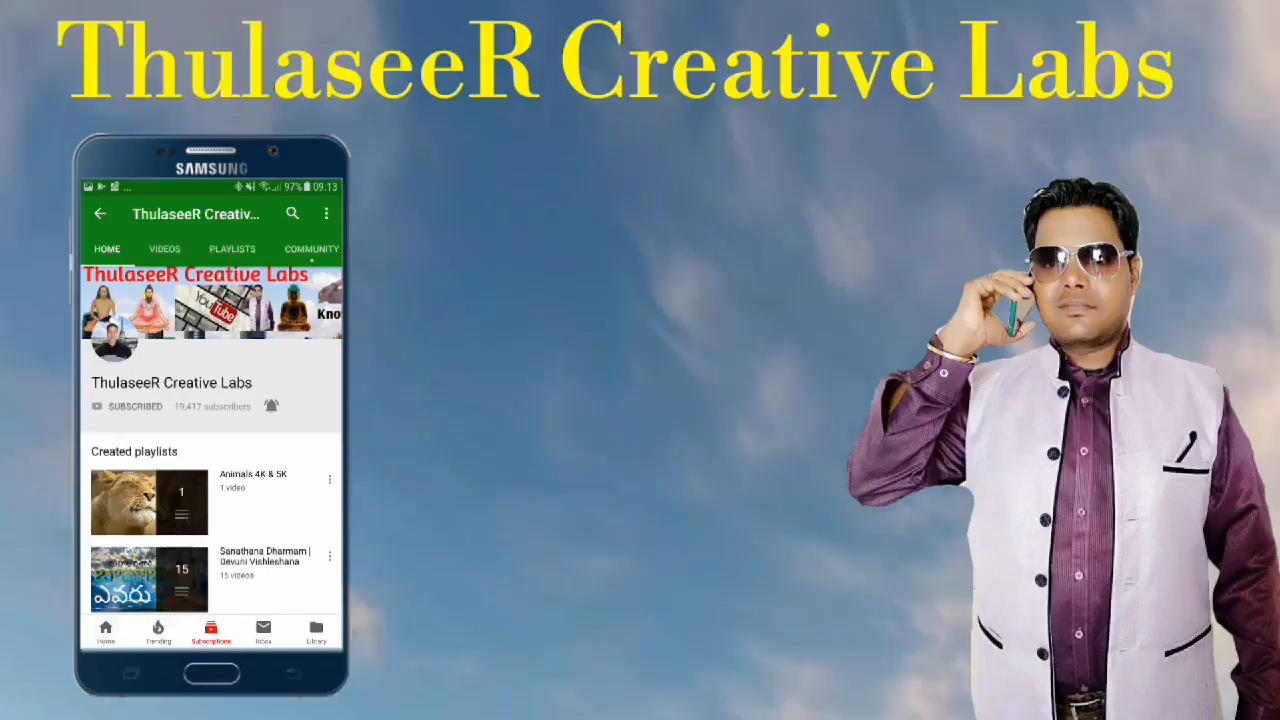 ThulaseeR Creative Labs
SAMSUNG
... 97% 09:13
ThulaseeR Creativ...
HOME VIDEOS PLAYLISTS COMMUNITY
ThulaseeR Creative Labs
YouTube
Kno
ThulaseeR Creative Labs
SUBSCRIBED 19,417 subscribers
Created playlists
1
Animals 4K & 5K
1 video
15
ఎవరు
Sanathana Dharmam |
Devuni Vishleshana
15 videos
Home Trending Subscriptions Inbox Library